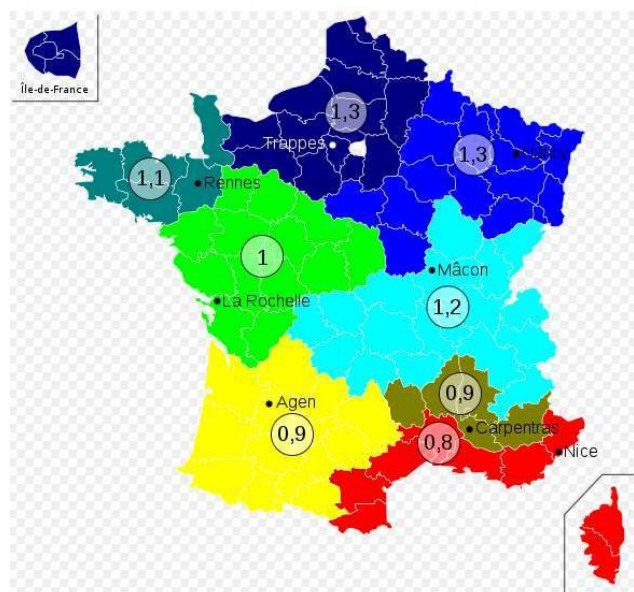 Île-de-France
1,3
Trappes
1,3
Nancy
1,1
Rennes
1
Mâcon
La Rochelle
1,2
0,9
Agen
Carpentras
0,9
0,8
Nice